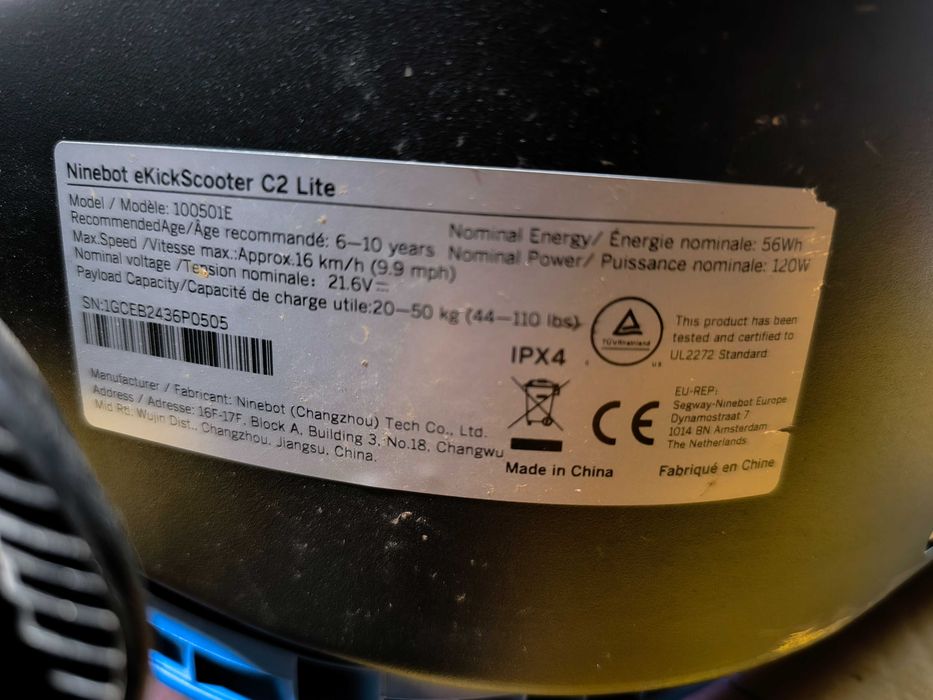 Ninebot eKickScooter C2 Lite
Model / Modèle: 100501E
RecommendedAge/Âge recommandé: 6–10 years
Max.Speed /Vitesse max.:Approx.16 km/h (9.9 mph)
Nominal voltage /Tension nominale: 21.6V⎓
Payload Capacity/Capacité de charge utile:20–50 kg (44–110 lbs)
Nominal Energy/ Énergie nominale: 56Wh
Nominal Power/ Puissance nominale: 120W
SN:1GCEB2436P0505
Manufacturer / Fabricant: Ninebot (Changzhou) Tech Co., Ltd.
Address / Adresse: 16F-17F, Block A, Building 3, No.18, Changwu
Mid Rd, Wujin Dist., Changzhou, Jiangsu, China.
IPX4
TÜVRheinland
us
This product has been
tested and certified to
UL2272 Standard
CE
EU-REP:
Segway-Ninebot Europe
Dynamostraat 7
1014 BN Amsterdam
The Netherlands
Made in China
Fabriqué en Chine